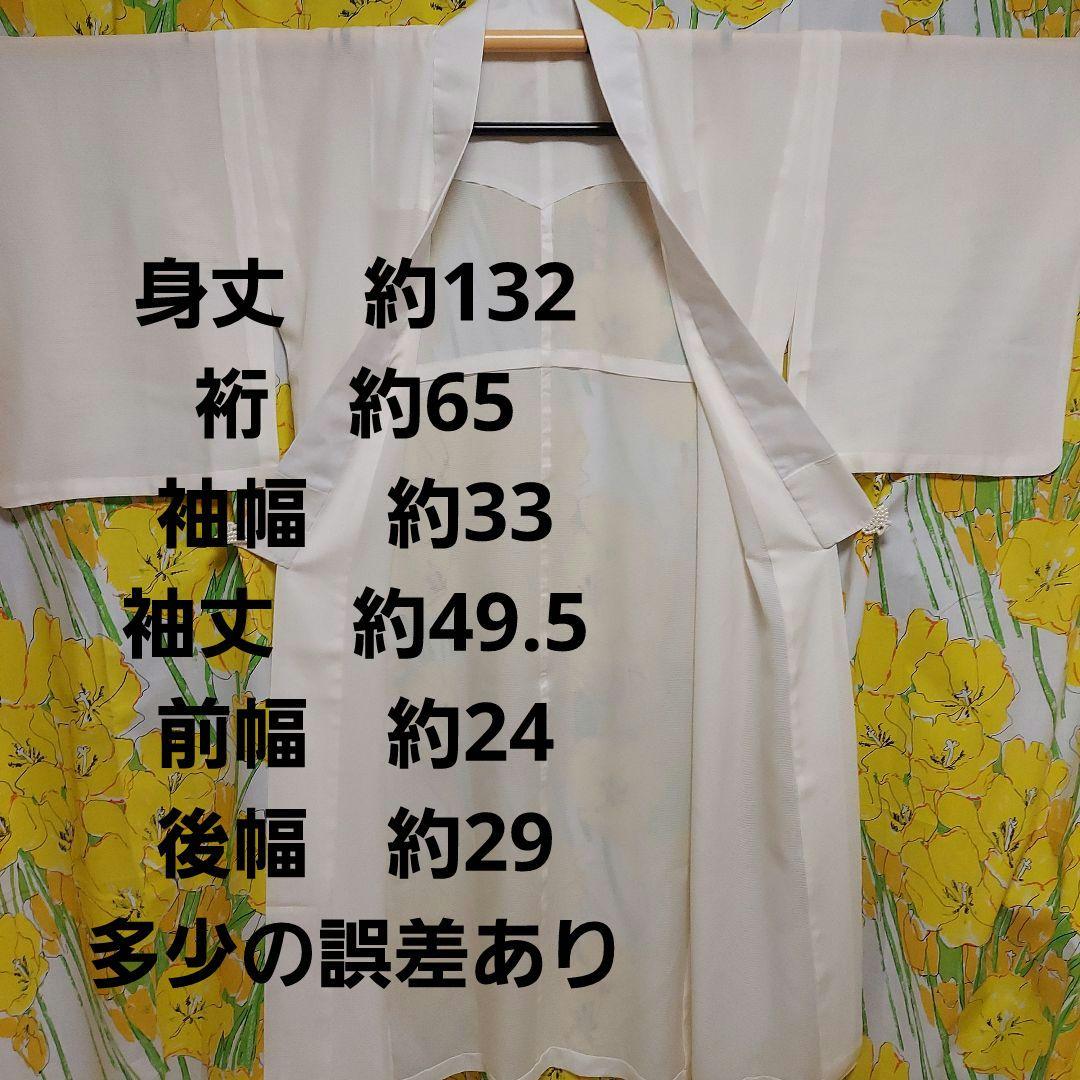 身丈　約132
裄　約65
袖幅　約33
袖丈　約49.5
前幅　約24
後幅　約29
多少の誤差あり